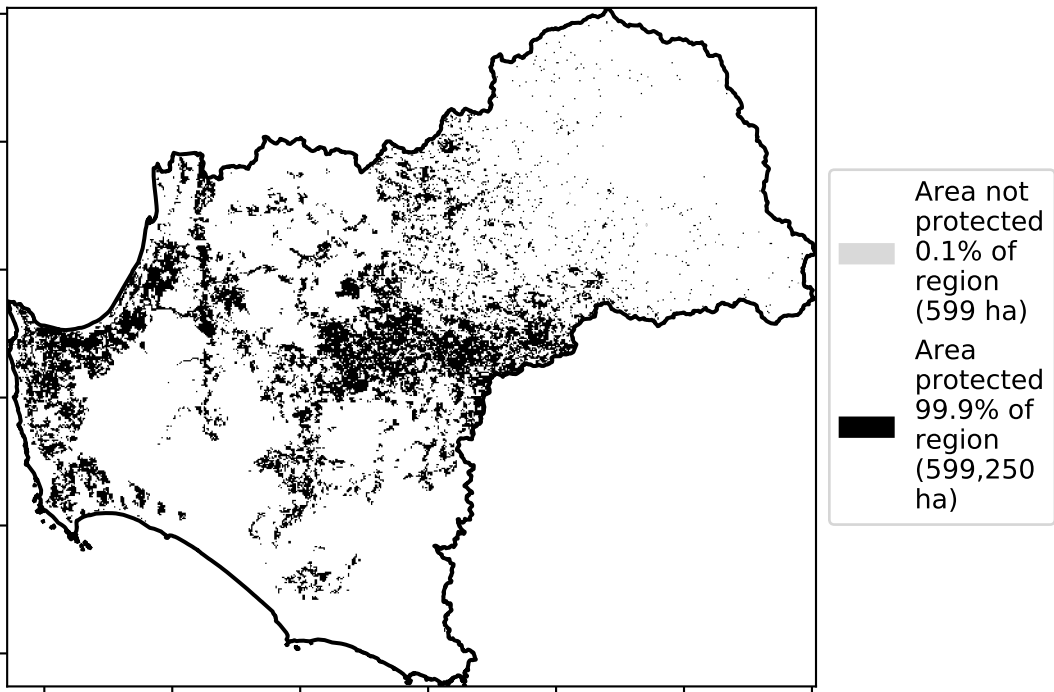 Area not
protected
0.1% of
region
(599 ha)
Area
protected
99.9% of
region
(599,250
ha)